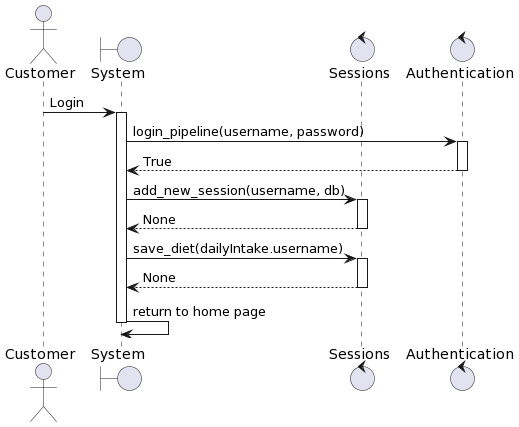 Customer System Sessions Authentication
Login
login_pipeline(username, password)
True
add_new_session(username, db)
None
save_diet(dailyIntake.username)
None
return to home page
Customer System Sessions Authentication